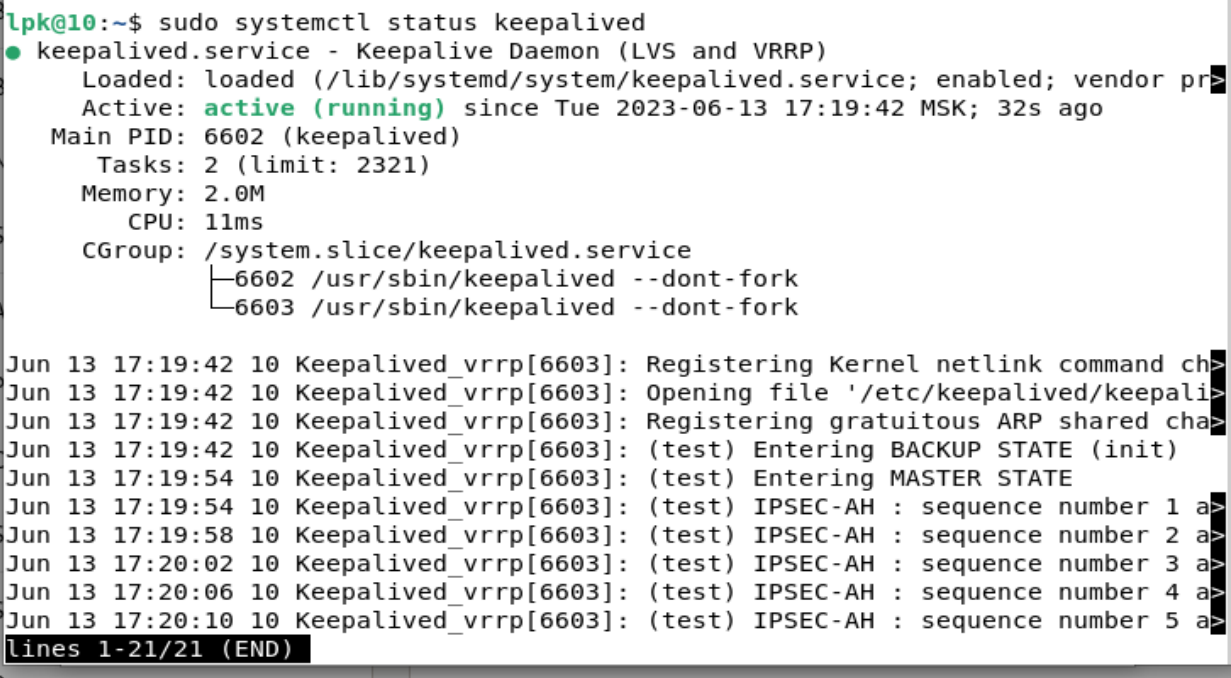 lpk@10:~$ sudo systemctl status keepalived
● keepalived.service - Keepalive Daemon (LVS and VRRP)
     Loaded: loaded (/lib/systemd/system/keepalived.service; enabled; vendor pr>
     Active: active (running) since Tue 2023-06-13 17:19:42 MSK; 32s ago
   Main PID: 6602 (keepalived)
      Tasks: 2 (limit: 2321)
     Memory: 2.0M
        CPU: 11ms
     CGroup: /system.slice/keepalived.service
             ├─6602 /usr/sbin/keepalived --dont-fork
             └─6603 /usr/sbin/keepalived --dont-fork

Jun 13 17:19:42 10 Keepalived_vrrp[6603]: Registering Kernel netlink command ch>
Jun 13 17:19:42 10 Keepalived_vrrp[6603]: Opening file '/etc/keepalived/keepali>
Jun 13 17:19:42 10 Keepalived_vrrp[6603]: Registering gratuitous ARP shared cha>
Jun 13 17:19:42 10 Keepalived_vrrp[6603]: (test) Entering BACKUP STATE (init)
Jun 13 17:19:54 10 Keepalived_vrrp[6603]: (test) Entering MASTER STATE
Jun 13 17:19:54 10 Keepalived_vrrp[6603]: (test) IPSEC-AH : sequence number 1 a>
Jun 13 17:19:58 10 Keepalived_vrrp[6603]: (test) IPSEC-AH : sequence number 2 a>
Jun 13 17:20:02 10 Keepalived_vrrp[6603]: (test) IPSEC-AH : sequence number 3 a>
Jun 13 17:20:06 10 Keepalived_vrrp[6603]: (test) IPSEC-AH : sequence number 4 a>
Jun 13 17:20:10 10 Keepalived_vrrp[6603]: (test) IPSEC-AH : sequence number 5 a>
lines 1-21/21 (END)